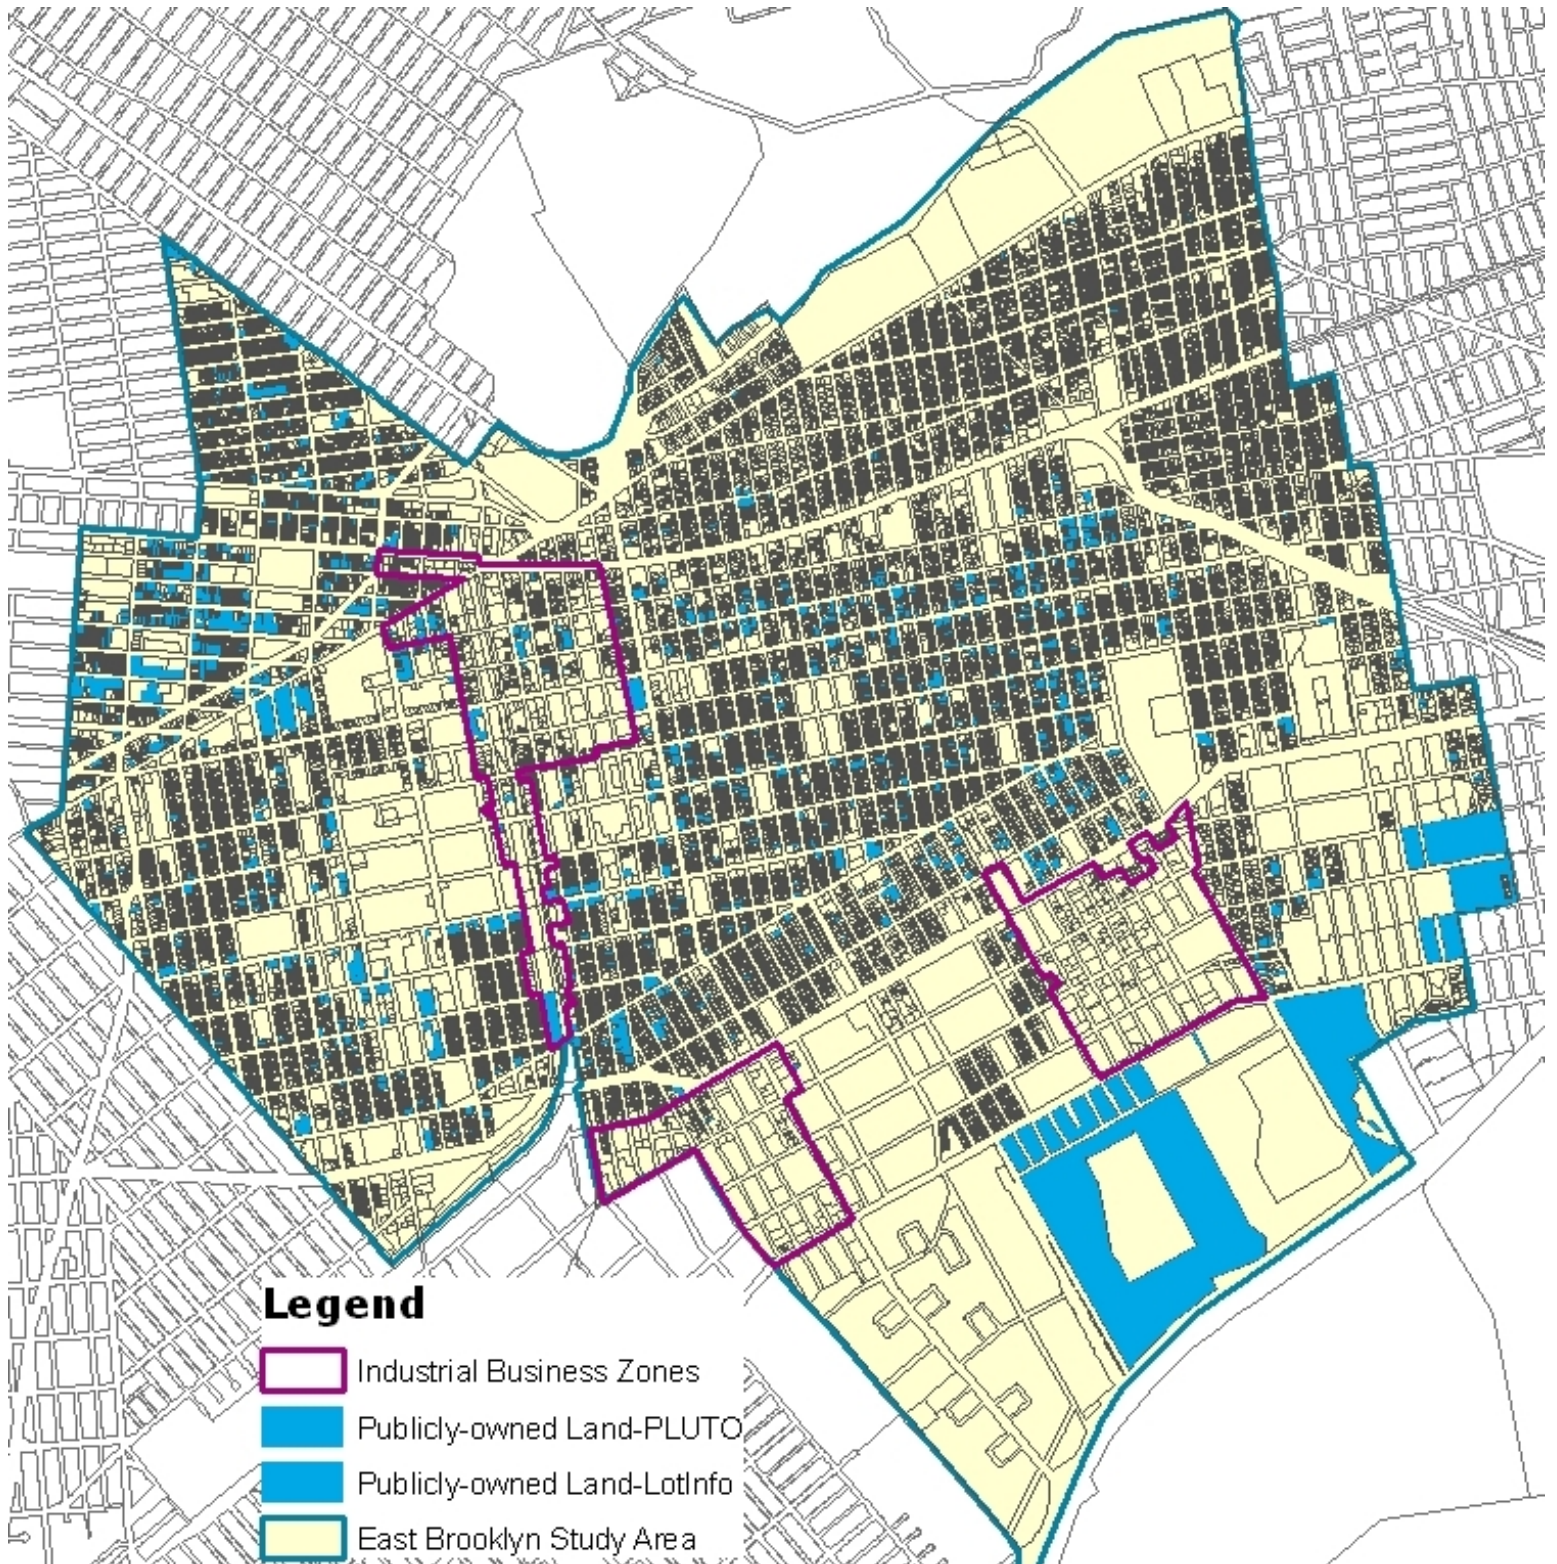 Legend
Industrial Business Zones
Publicly-owned Land-PLUTO
Publicly-owned Land-LotInfo
East Brooklyn Study Area